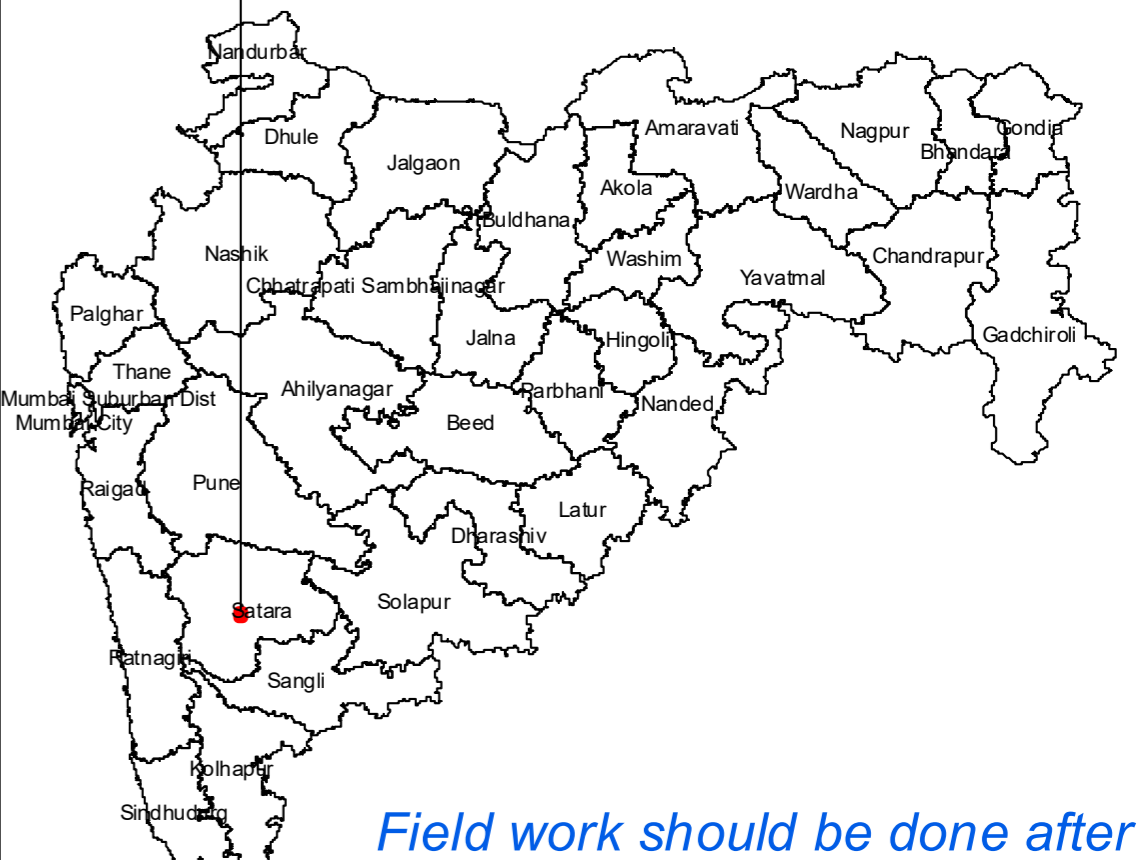 Nandurbar
Dhule
Jalgaon
Amaravati
Nagpur
Gondia
Bhandara
Akola
Wardha
Buldhana
Nashik
Washim
Chandrapur
Chhatrapati Sambhajinagar
Yavatmal
Palghar
Jalna
Hingoli
Gadchiroli
Thane
Ahilyanagar
Parbhani
Mumbai Suburban Dist
Nanded
Mumbai City
Beed
Raigad
Pune
Latur
Dharashiv
Satara
Solapur
Ratnagiri
Sangli
Kolhapur
Sindhudurg
Field work should be done after